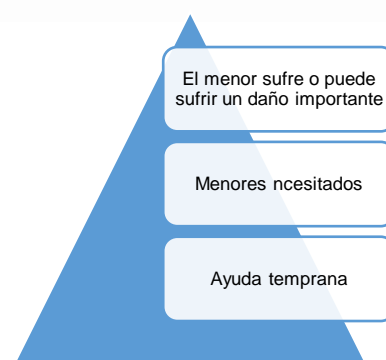 El menor sufre o puede
sufrir un daño importante
Menores ncesitados
Ayuda temprana